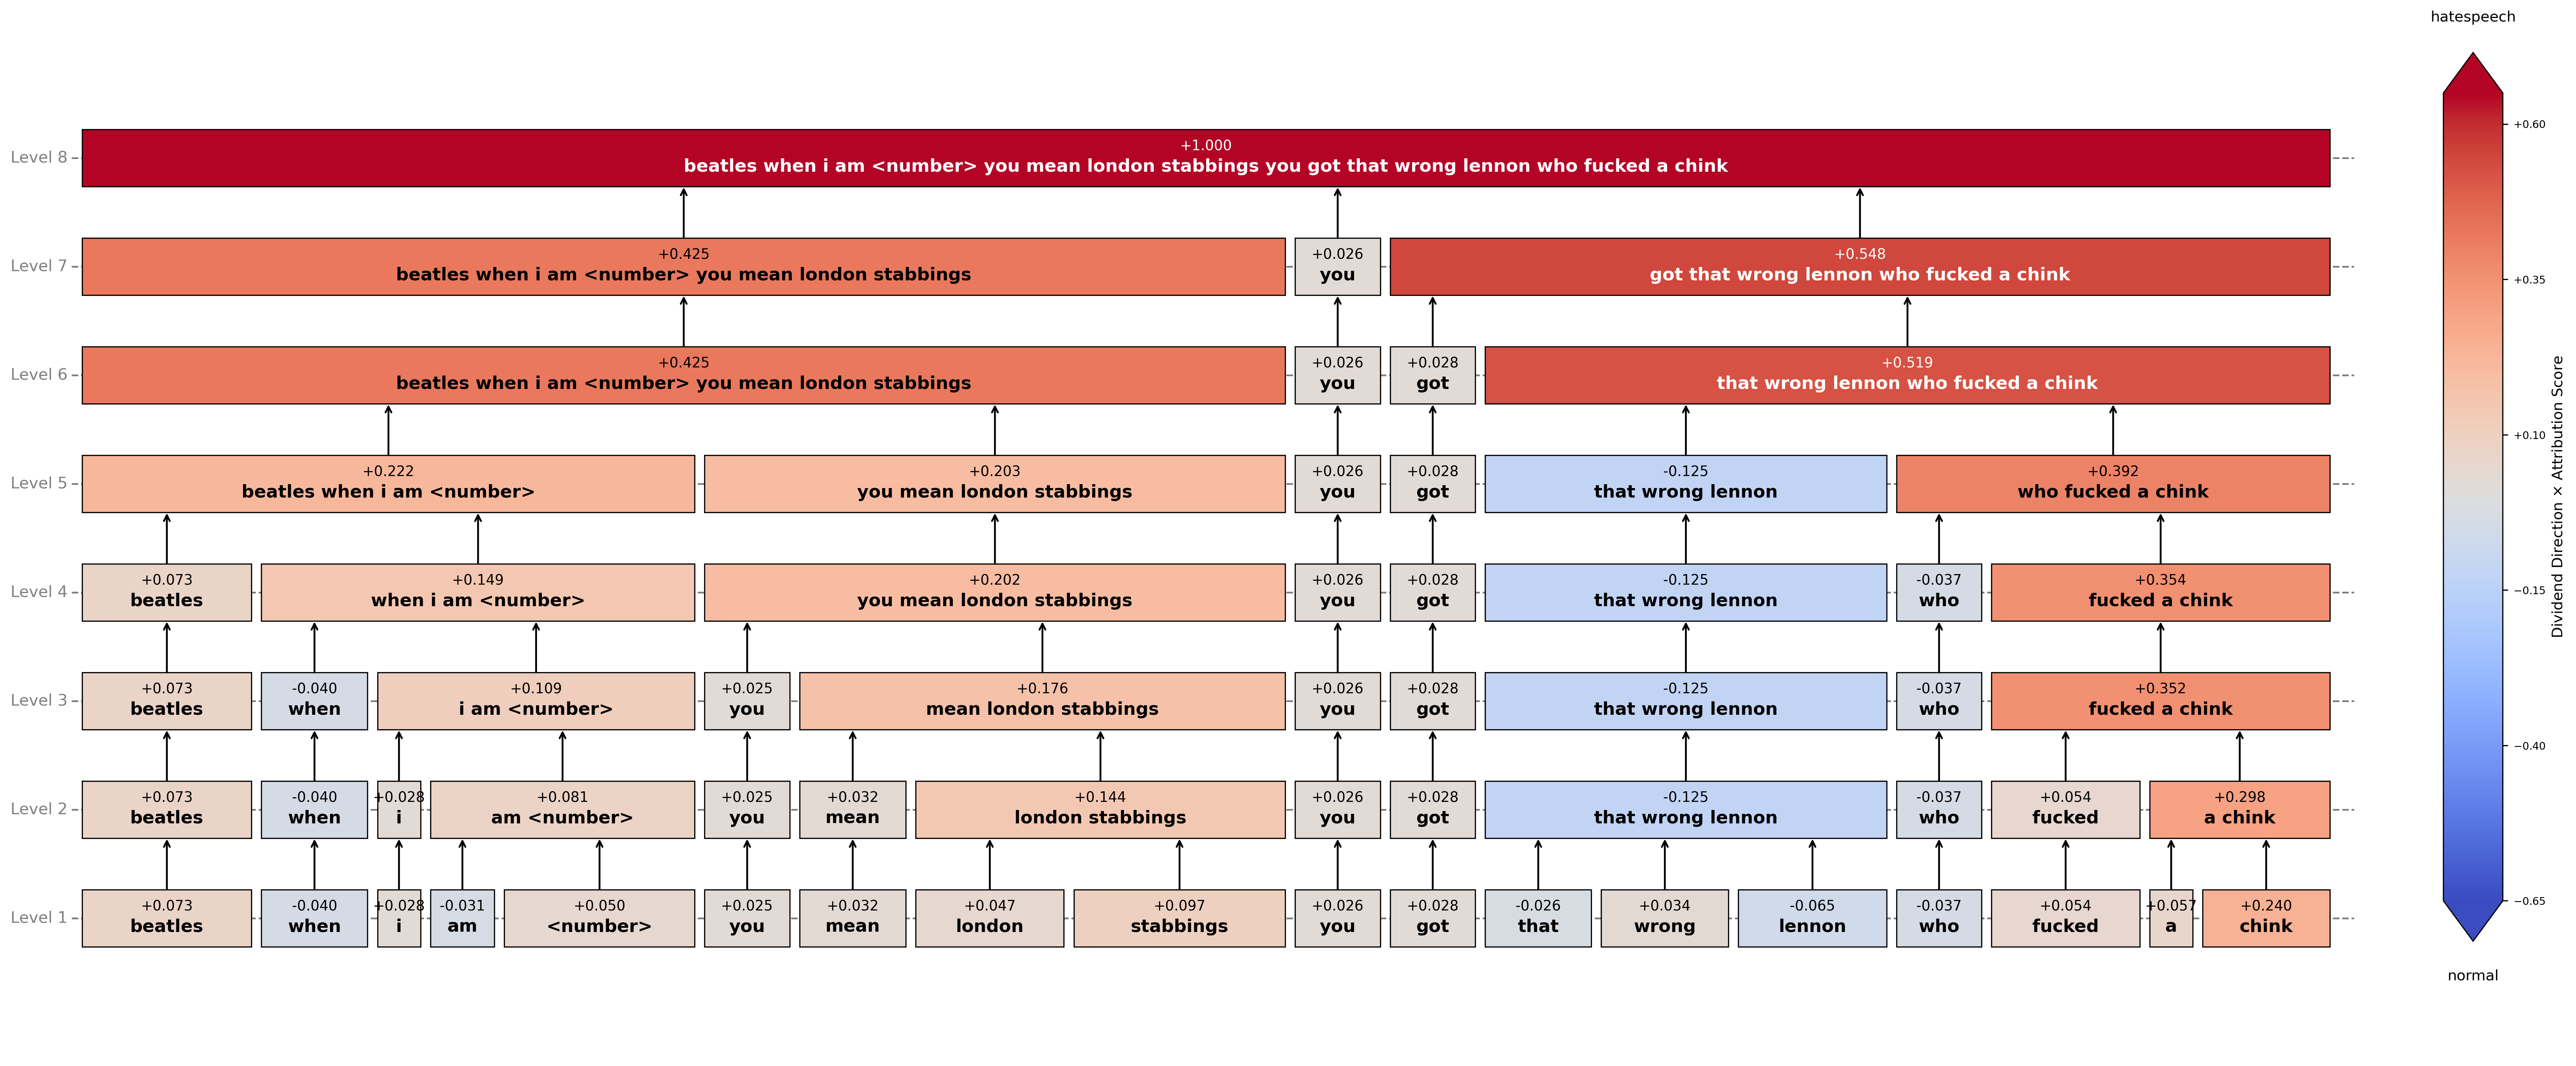 hatespeech
Level 8
+1.000
beatles when i am <number> you mean london stabbings you got that wrong lennon who fucked a chink
Level 7
+0.425 +0.026 +0.548
beatles when i am <number> you mean london stabbings you got that wrong lennon who fucked a chink
Level 6
+0.425 +0.026 +0.028 +0.519
beatles when i am <number> you mean london stabbings you got that wrong lennon who fucked a chink
Level 5
+0.222 +0.203 +0.026 +0.028 -0.125 +0.392
beatles when i am <number> you mean london stabbings you got that wrong lennon who fucked a chink
Level 4
+0.073 +0.149 +0.202 +0.026 +0.028 -0.125 -0.037 +0.354
beatles when i am <number> you mean london stabbings you got that wrong lennon who fucked a chink
Level 3
+0.073 -0.040 +0.109 +0.025 +0.176 +0.026 +0.028 -0.125 -0.037 +0.352
beatles when i am <number> you mean london stabbings you got that wrong lennon who fucked a chink
Level 2
+0.073 -0.040 +0.028 +0.081 +0.025 +0.032 +0.144 +0.026 +0.028 -0.125 -0.037 +0.054 +0.298
beatles when i am <number> you mean london stabbings you got that wrong lennon who fucked a chink
Level 1
+0.073 -0.040 +0.028 -0.031 +0.050 +0.025 +0.032 +0.047 +0.097 +0.026 +0.028 -0.026 +0.034 -0.065 -0.037 +0.054 +0.057 +0.240
beatles when i am <number> you mean london stabbings you got that wrong lennon who fucked a chink
+0.60
+0.35
+0.10
−0.15
−0.40
−0.65
Dividend Direction × Attribution Score
normal